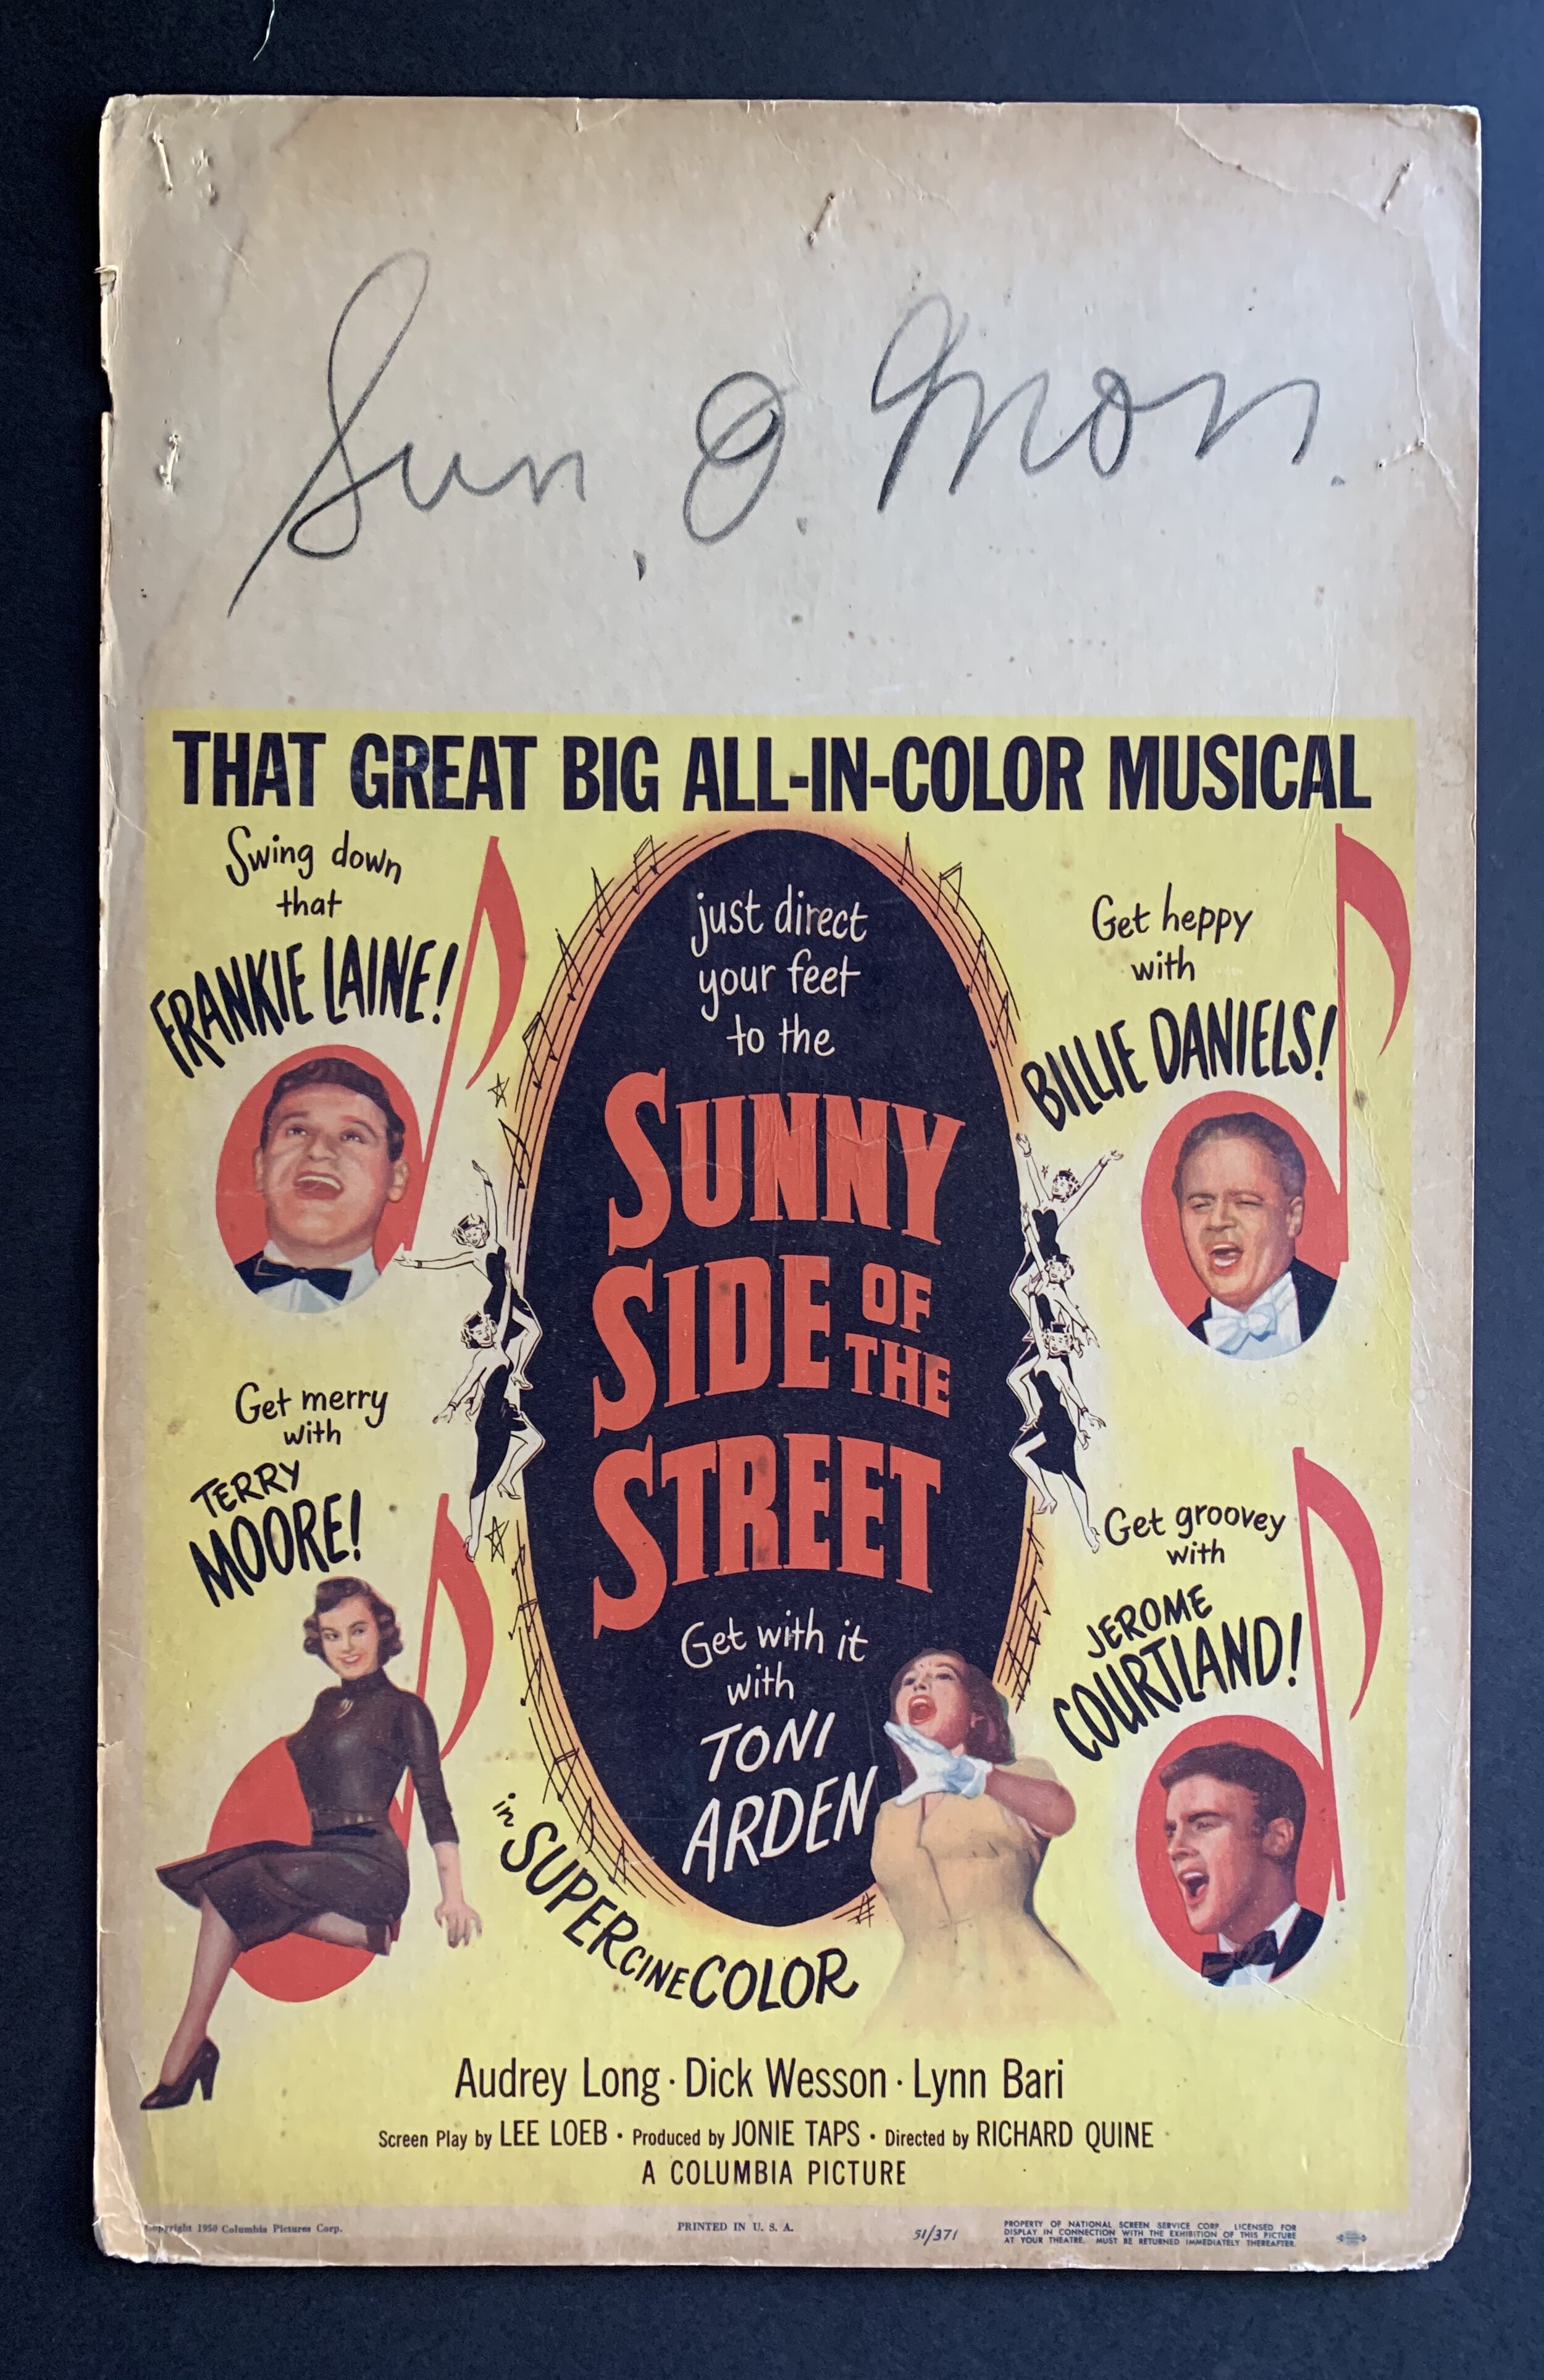 Sun, O. Mon.
THAT GREAT BIG ALL-IN-COLOR MUSICAL
Swing down
that
FRANKIE LAINE!
just direct
your feet
to the
SUNNY
SIDE OF
THE
STREET
Get heppy
with
BILLIE DANIELS!
Get merry
with
TERRY
MOORE!
Get groovey
with
JEROME
COURTLAND!
Get with it
with
TONI
ARDEN
in SUPERCINECOLOR
Audrey Long · Dick Wesson · Lynn Bari
Screen Play by LEE LOEB · Produced by JONIE TAPS · Directed by RICHARD QUINE
A COLUMBIA PICTURE
Copyright 1950 Columbia Pictures Corp.
PRINTED IN U. S. A.
51/371
PROPERTY OF NATIONAL SCREEN SERVICE CORP. LICENSED FOR
DISPLAY IN CONNECTION WITH THE EXHIBITION OF THIS PICTURE
AT YOUR THEATRE. MUST BE RETURNED IMMEDIATELY THEREAFTER.